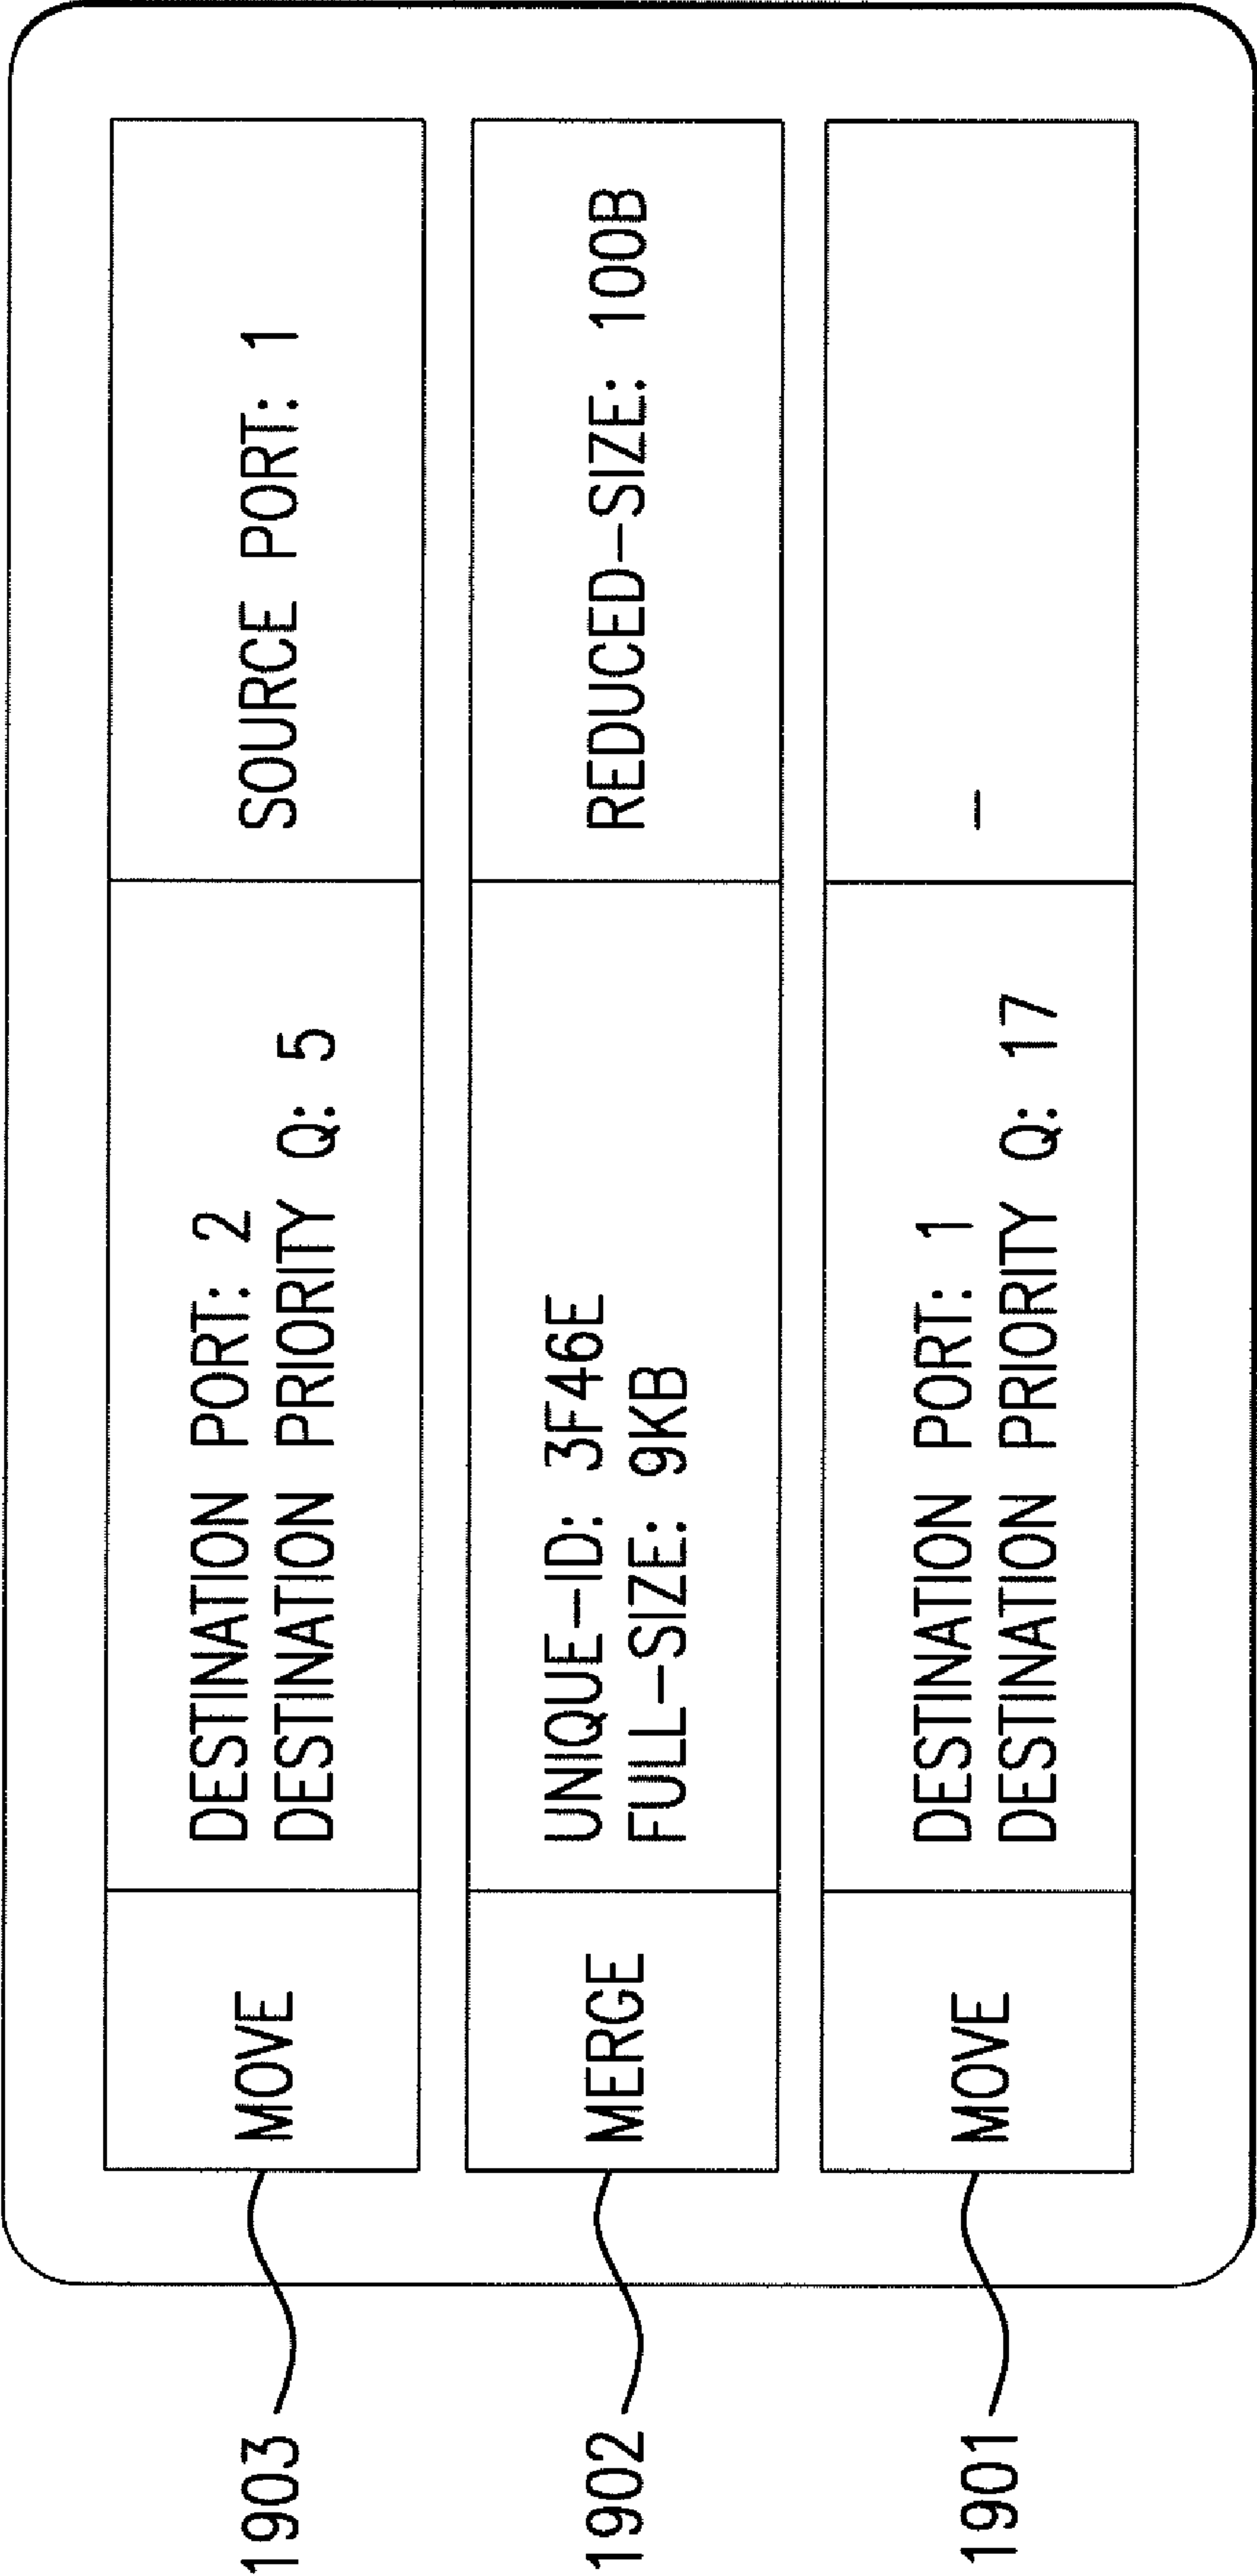 1903
MOVE
DESTINATION PORT: 2
DESTINATION PRIORITY Q: 5
SOURCE PORT: 1
1902
MERGE
UNIQUE-ID: 3F46E
FULL-SIZE: 9KB
REDUCED-SIZE: 100B
1901
MOVE
DESTINATION PORT: 1
DESTINATION PRIORITY Q: 17
-